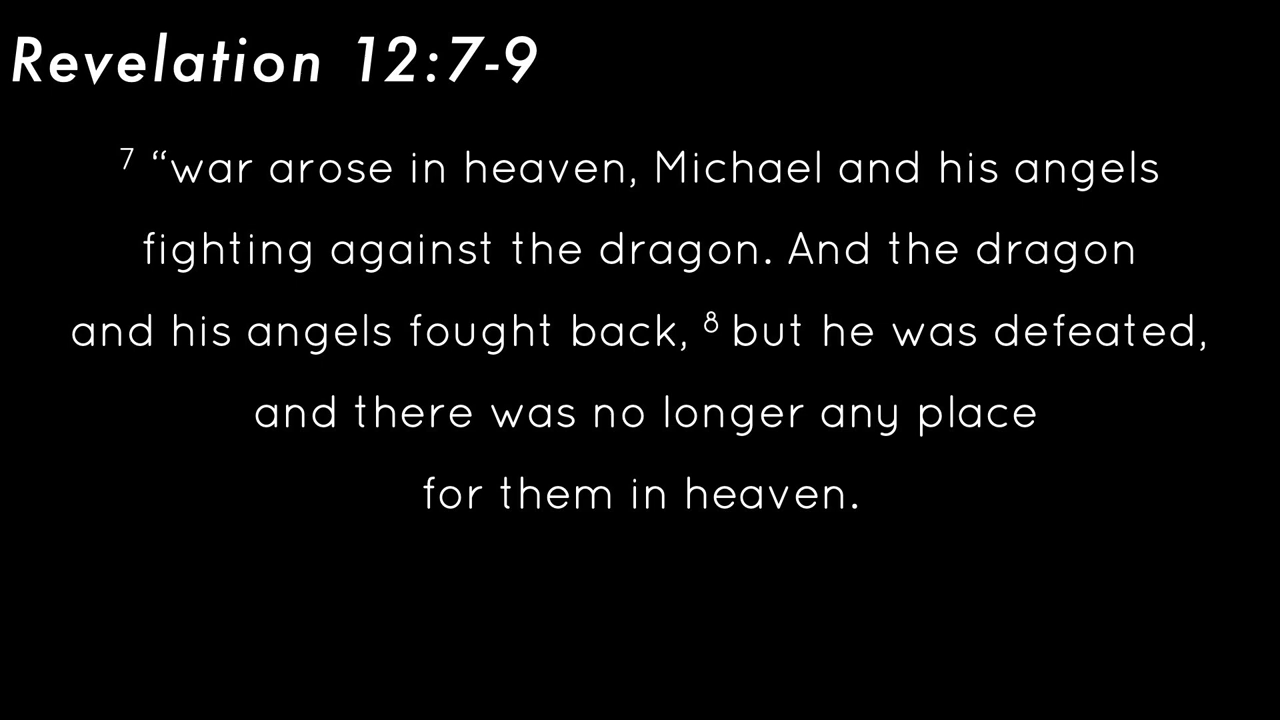 Revelation 12:7-9
⁷ “war arose in heaven, Michael and his angels
fighting against the dragon. And the dragon
and his angels fought back, ⁸ but he was defeated,
and there was no longer any place
for them in heaven.